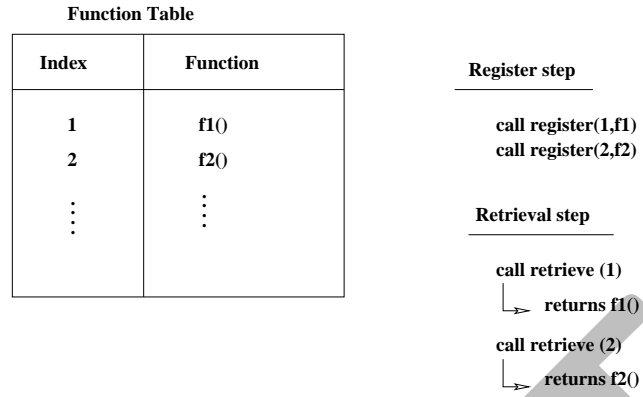 Function Table
Index Function
1 f1()
2 f2()
Register step
call register(1,f1)
call register(2,f2)
Retrieval step
call retrieve (1)
returns f1()
call retrieve (2)
returns f2()